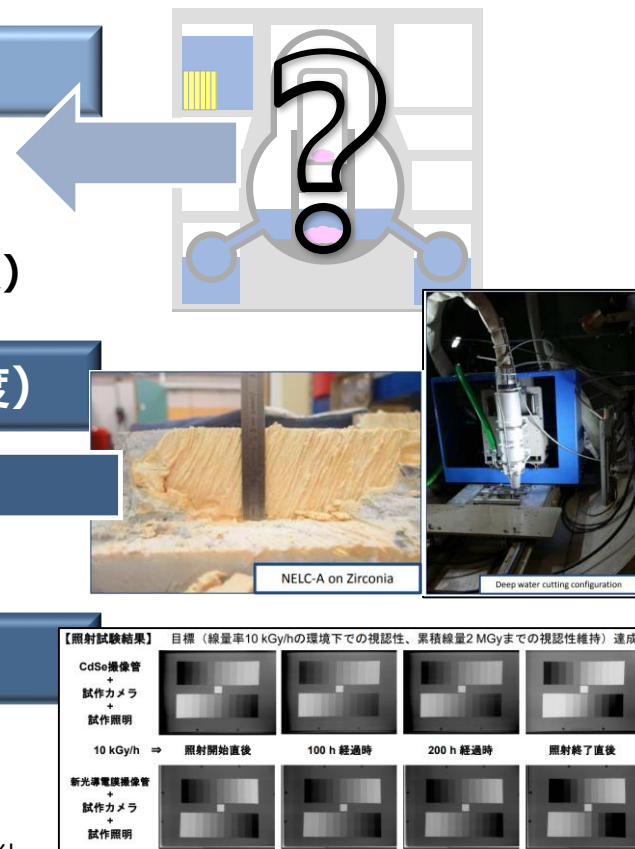 ?
)
度)
NELC-A on Zirconia
Deep water cutting configuration
【照射試験結果】 目標（線量率10 kGy/hの環境下での視認性、累積線量2 MGyまでの視認性維持）達成
CdSe撮像管
+
試作カメラ
+
試作照明
10 kGy/h ⇒ 照射開始直後 100 h 経過時 200 h 経過時 照射終了直後
新光導電膜撮像管
+
試作カメラ
+
試作照明